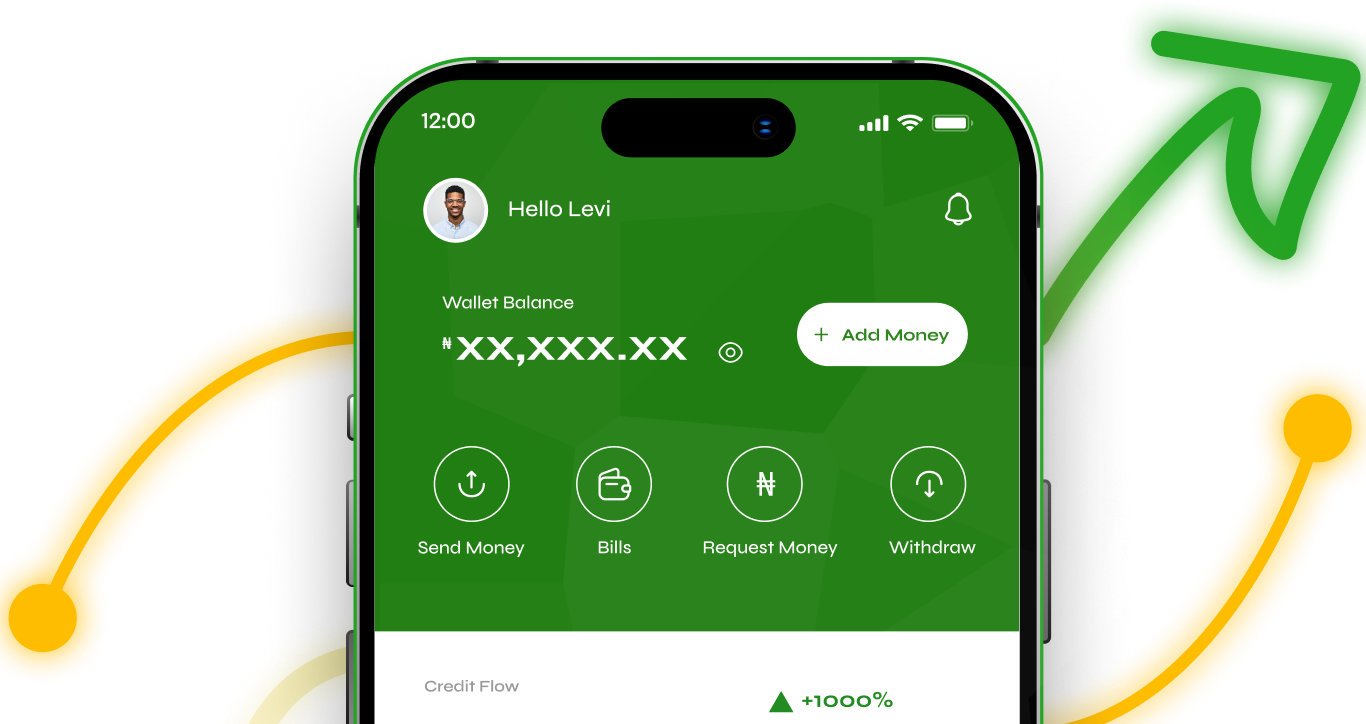 12:00
Hello Levi
Wallet Balance
₦XX,XXX.XX
+ Add Money
₦
Send Money
Bills
Request Money
Withdraw
Credit Flow
+1000%